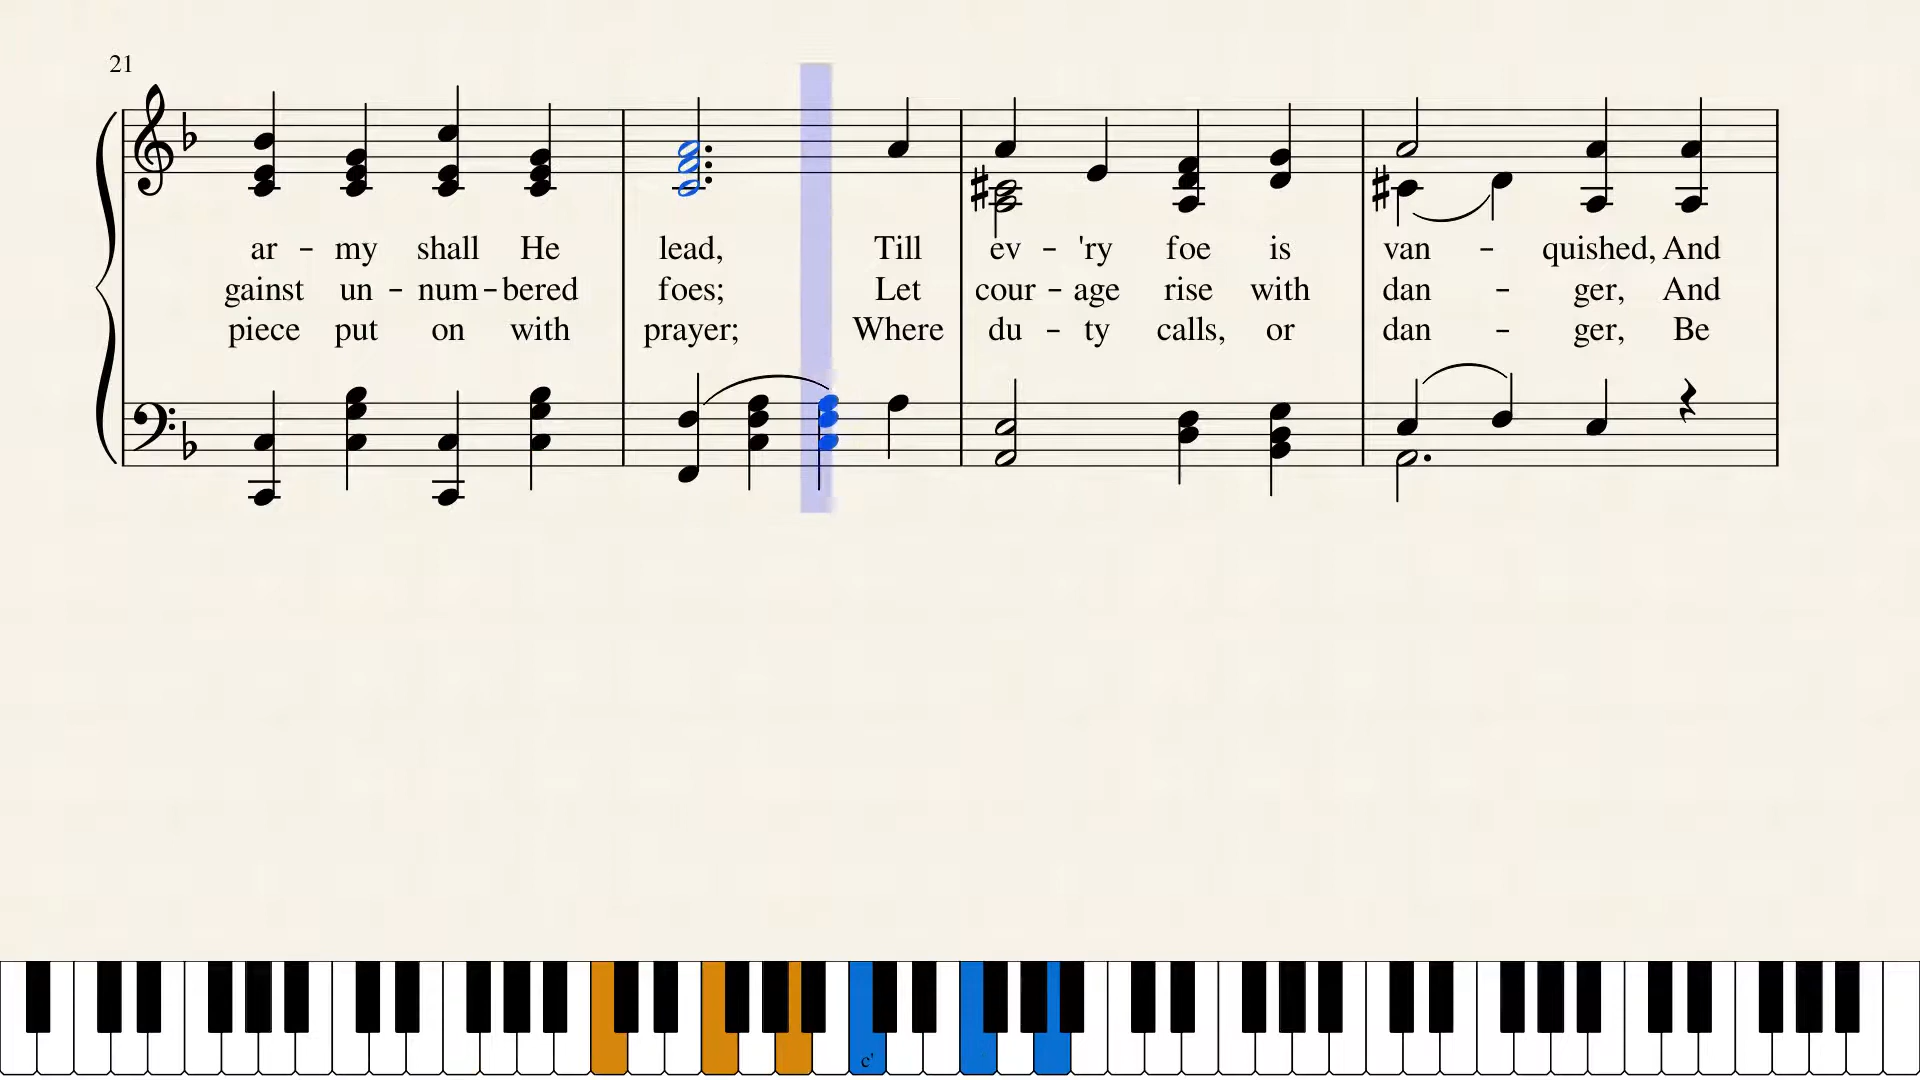 21
ar - my shall He lead, Till ev - 'ry foe is van - quished, And
gainst un - num - bered foes; Let cour - age rise with dan - ger, And
piece put on with prayer; Where du - ty calls, or dan - ger, Be
c'